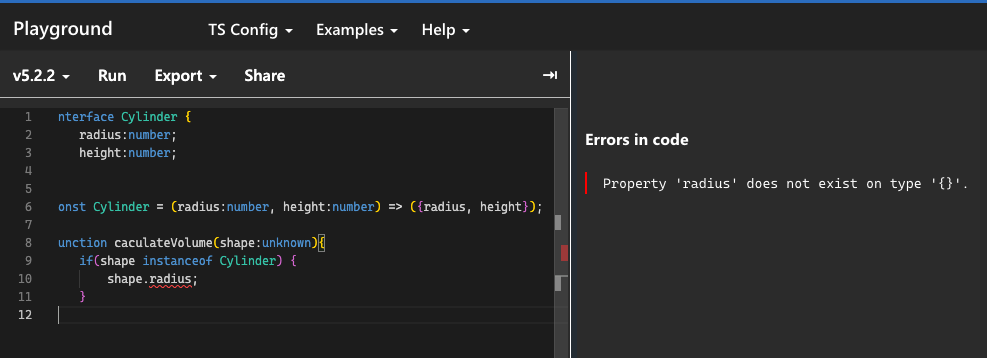 Playground TS Config Examples Help
v5.2.2 Run Export Share
1 nterface Cylinder {
2 radius:number;
3 height:number;
4
5
6 onst Cylinder = (radius:number, height:number) => ({radius, height});
7
8 unction caculateVolume(shape:unknown){
9 if(shape instanceof Cylinder) {
10 shape.radius;
11 }
12
Errors in code
Property 'radius' does not exist on type '{}'.